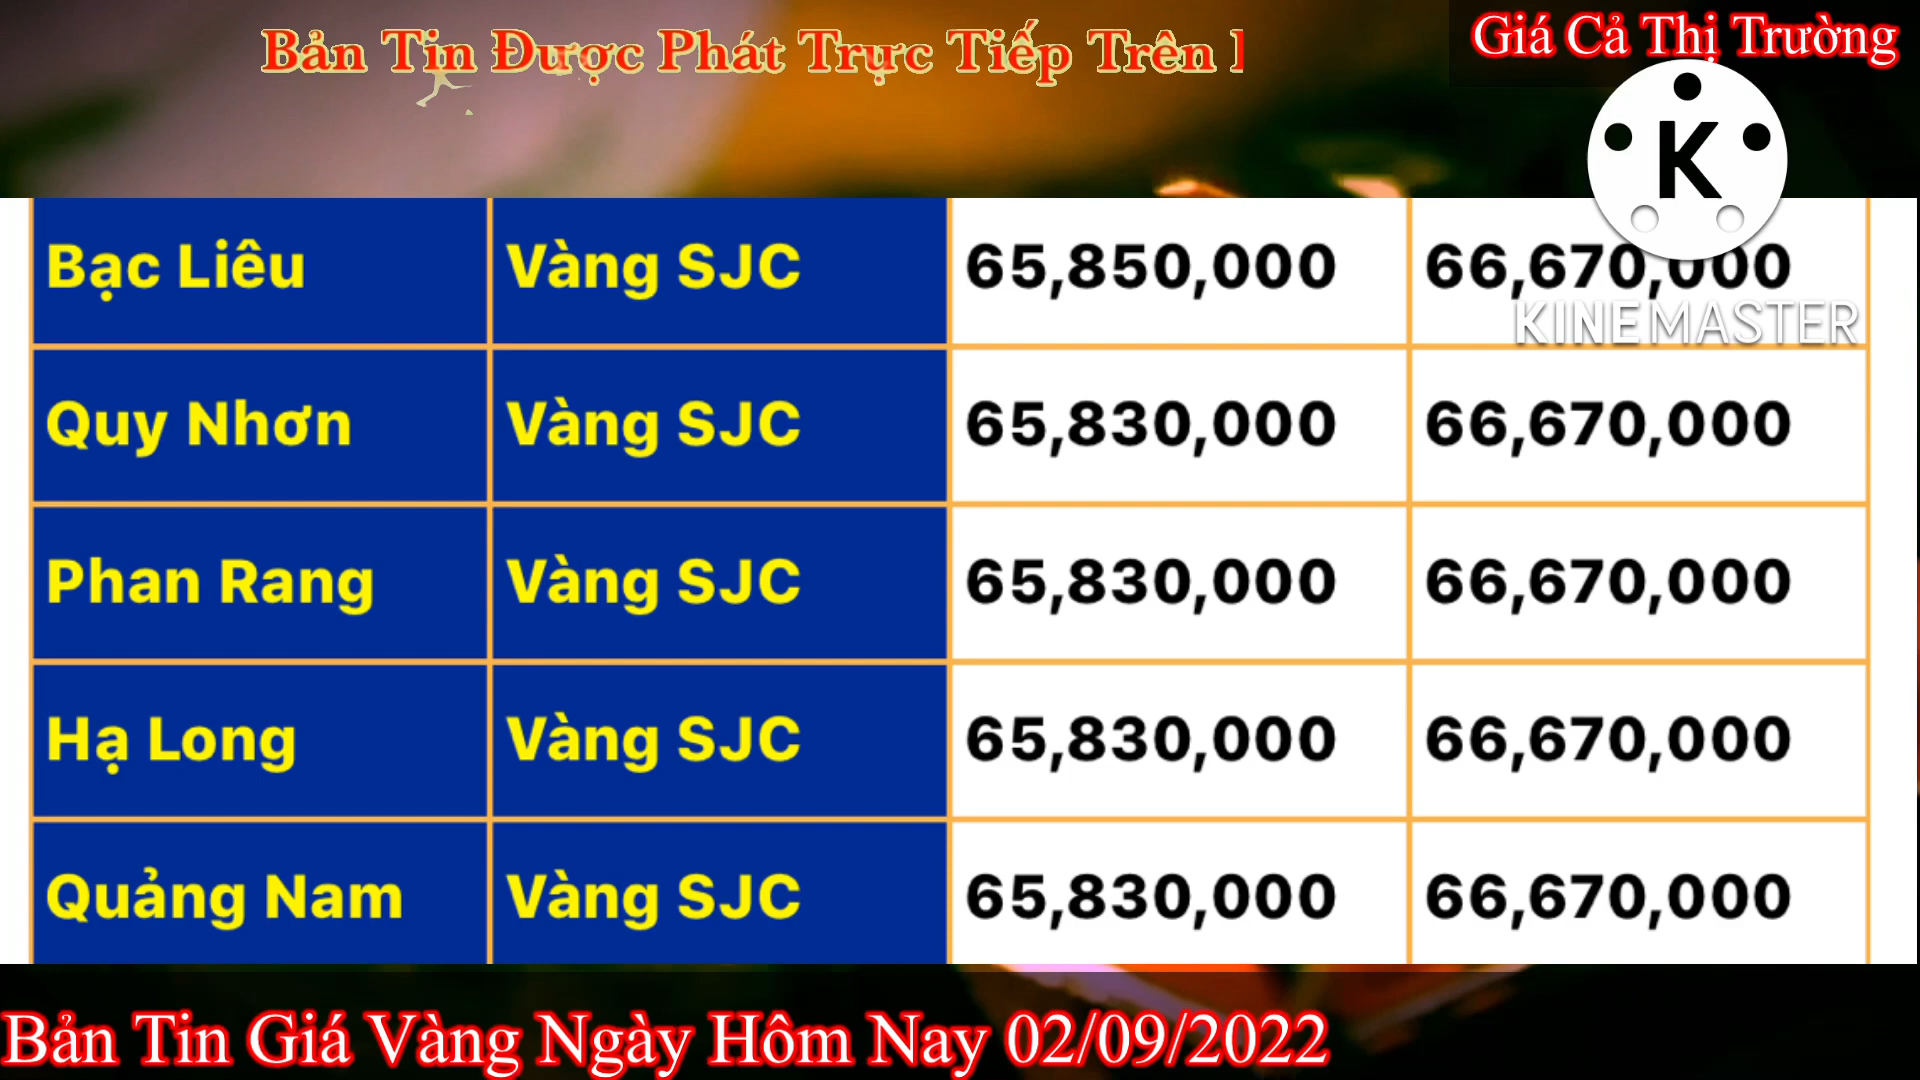 Bản Tin Được Phát Trực Tiếp Trên
Giá Cả Thị Trường
K
KINEMASTER
Bạc Liêu Vàng SJC 65,850,000 66,670,000
Quy Nhơn Vàng SJC 65,830,000 66,670,000
Phan Rang Vàng SJC 65,830,000 66,670,000
Hạ Long Vàng SJC 65,830,000 66,670,000
Quảng Nam Vàng SJC 65,830,000 66,670,000
Bản Tin Giá Vàng Ngày Hôm Nay 02/09/2022